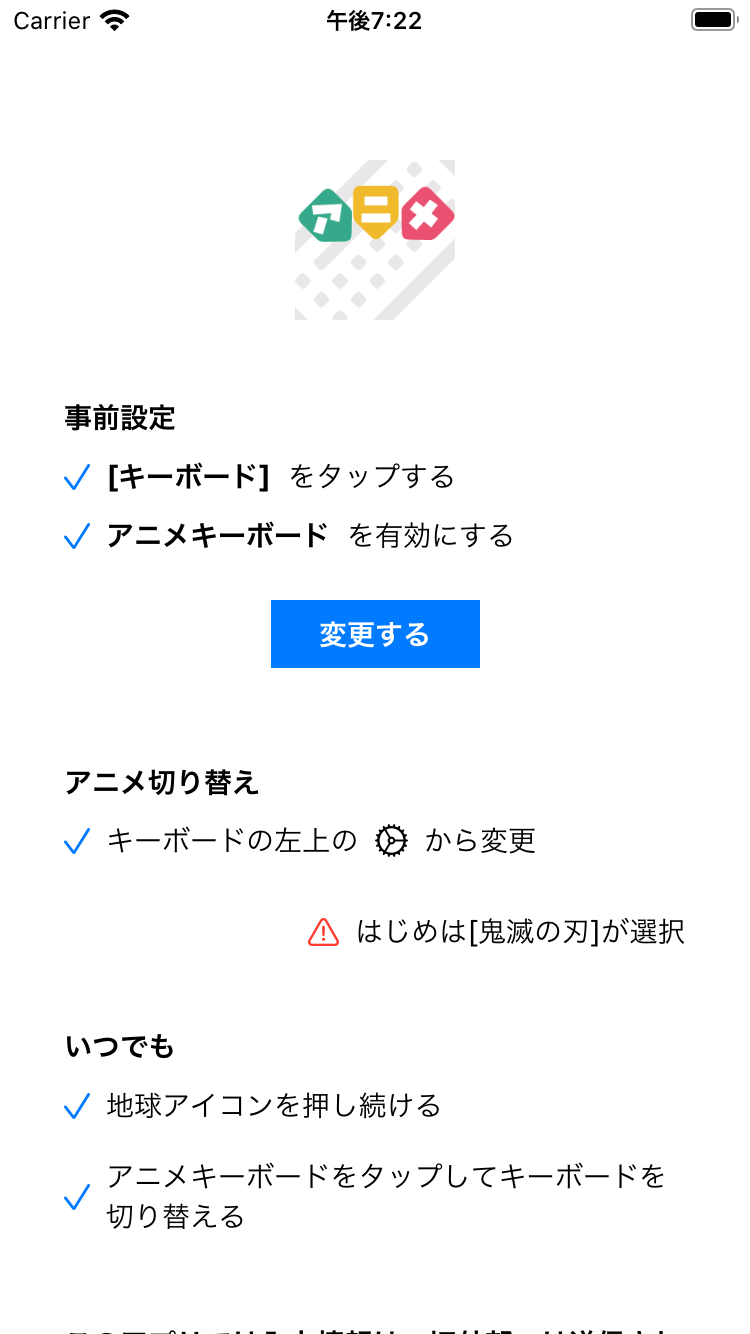 Carrier 午後7:22
事前設定
[キーボード] をタップする
アニメキーボード を有効にする
変更する
アニメ切り替え
キーボードの左上の から変更
はじめは[鬼滅の刃]が選択
いつでも
地球アイコンを押し続ける
アニメキーボードをタップしてキーボードを
切り替える